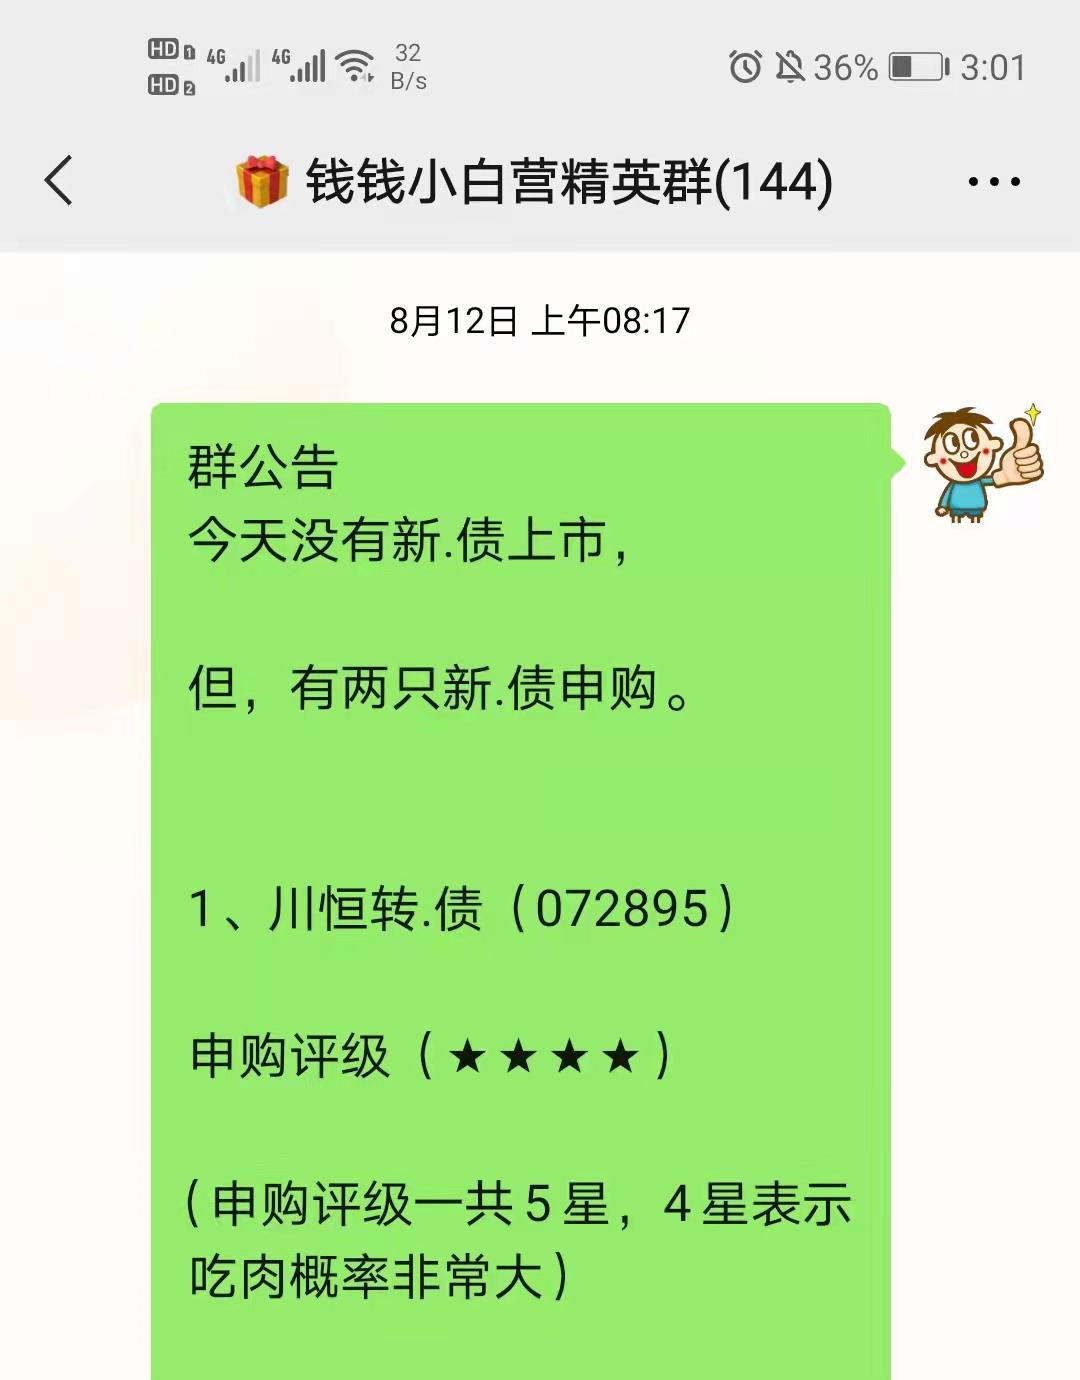 HD 1 4G 4G 32 36% 3:01
HD 2 B/s
钱钱小白营精英群(144)
8月12日 上午08:17
群公告
今天没有新.债上市，
但，有两只新.债申购。
1、川恒转.债（072895）
申购评级（★★★★）
（申购评级一共5星，4星表示
吃肉概率非常大）